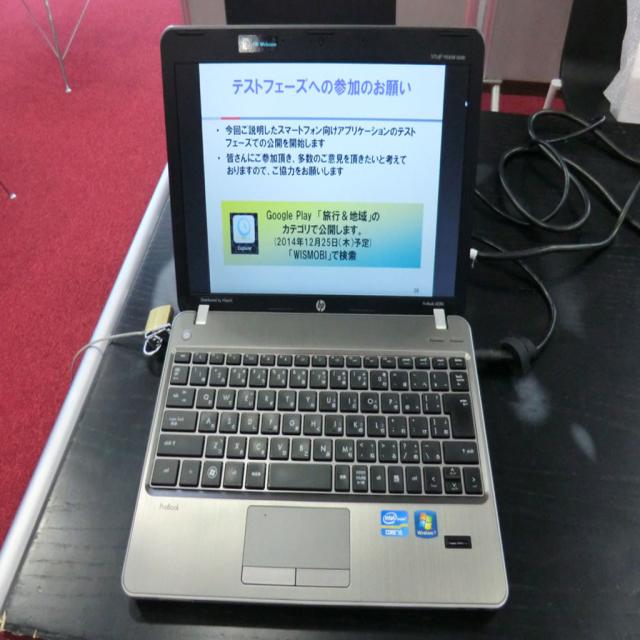 テストフェーズへの参加のお願い
• 今回ご説明したスマートフォン向けアプリケーションのテスト
フェーズでの公開を開始します
• 皆さんにご参加頂き、多数のご意見を頂きたいと考えて
おりますので、ご協力をお願いします
Google Play 「旅行＆地域」の
カテゴリで公開します。
(2014年12月25日(木)予定)
「WISMOBI」で検索
Explorer
hp
ProBook
intel
CORE i5
Windows 7